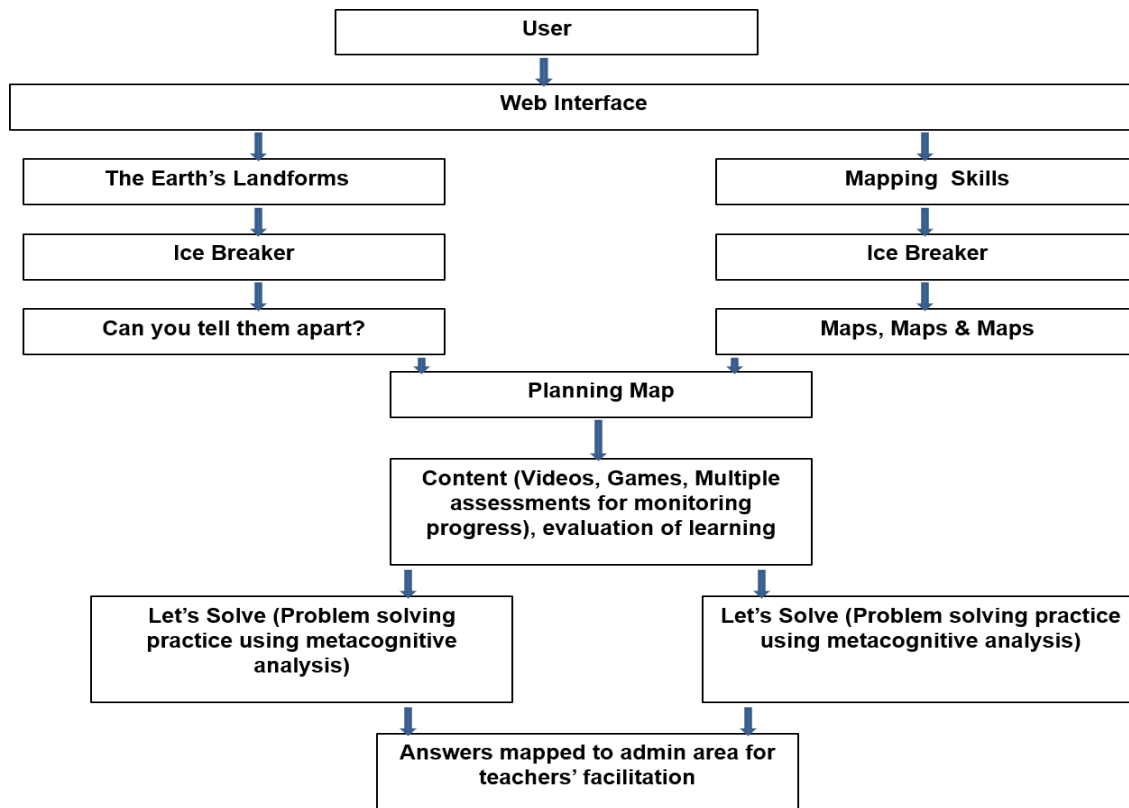 User
Web Interface
The Earth's Landforms
Mapping Skills
Ice Breaker
Ice Breaker
Can you tell them apart?
Maps, Maps & Maps
Planning Map
Content (Videos, Games, Multiple
assessments for monitoring
progress), evaluation of learning
Let’s Solve (Problem solving
practice using metacognitive
analysis)
Let’s Solve (Problem solving practice
using metacognitive analysis)
Answers mapped to admin area for
teachers’ facilitation